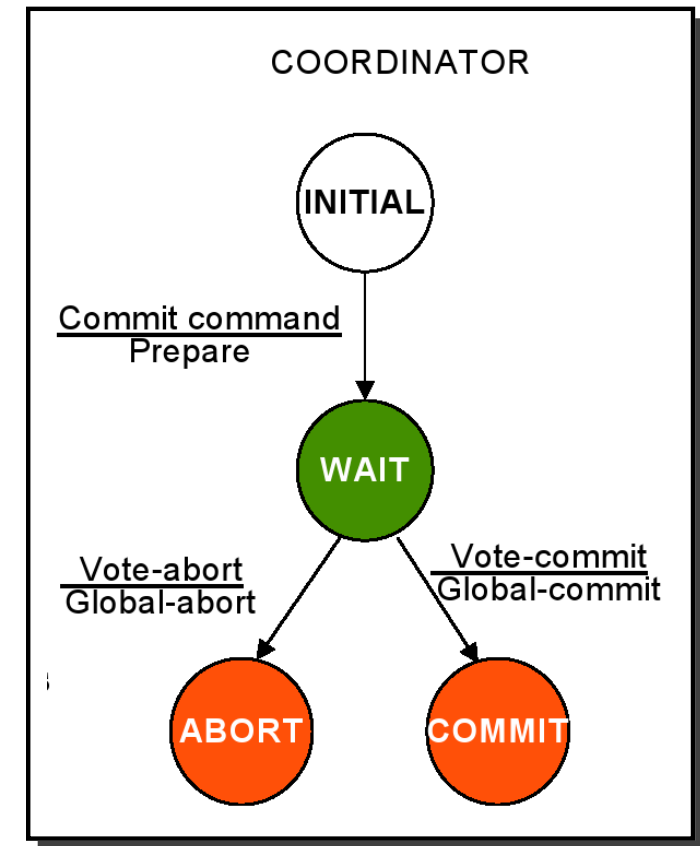 COORDINATOR
INITIAL
Commit command
Prepare
WAIT
Vote-abort
Global-abort
Vote-commit
Global-commit
ABORT
COMMIT